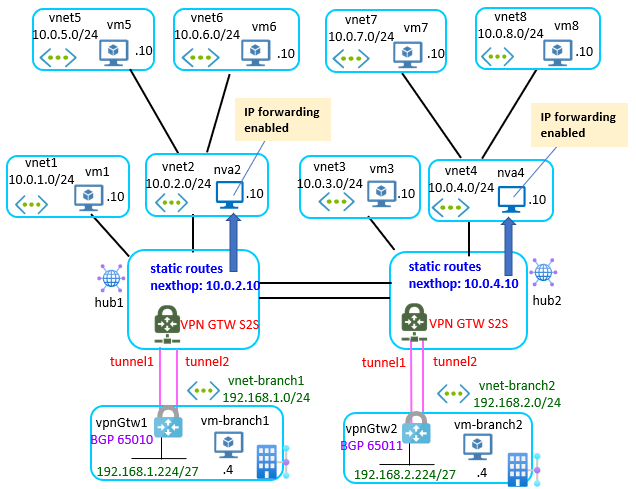 vnet5
10.0.5.0/24
vm5
.10
vnet6
10.0.6.0/24
vm6
.10
vnet7
10.0.7.0/24
vm7
.10
vnet8
10.0.8.0/24
vm8
.10
IP forwarding
enabled
IP forwarding
enabled
vnet1
10.0.1.0/24
vm1
.10
vnet2
10.0.2.0/24
nva2
.10
vnet3
10.0.3.0/24
vm3
.10
vnet4
10.0.4.0/24
nva4
.10
hub1
static routes
nexthop: 10.0.2.10
VPN GTW S2S
static routes
nexthop: 10.0.4.10
VPN GTW S2S
hub2
tunnel1
tunnel2
tunnel1
tunnel2
vnet-branch1
192.168.1.0/24
vnet-branch2
192.168.2.0/24
vpnGtw1
BGP 65010
vm-branch1
.4
192.168.1.224/27
vpnGtw2
BGP 65011
vm-branch2
.4
192.168.2.224/27